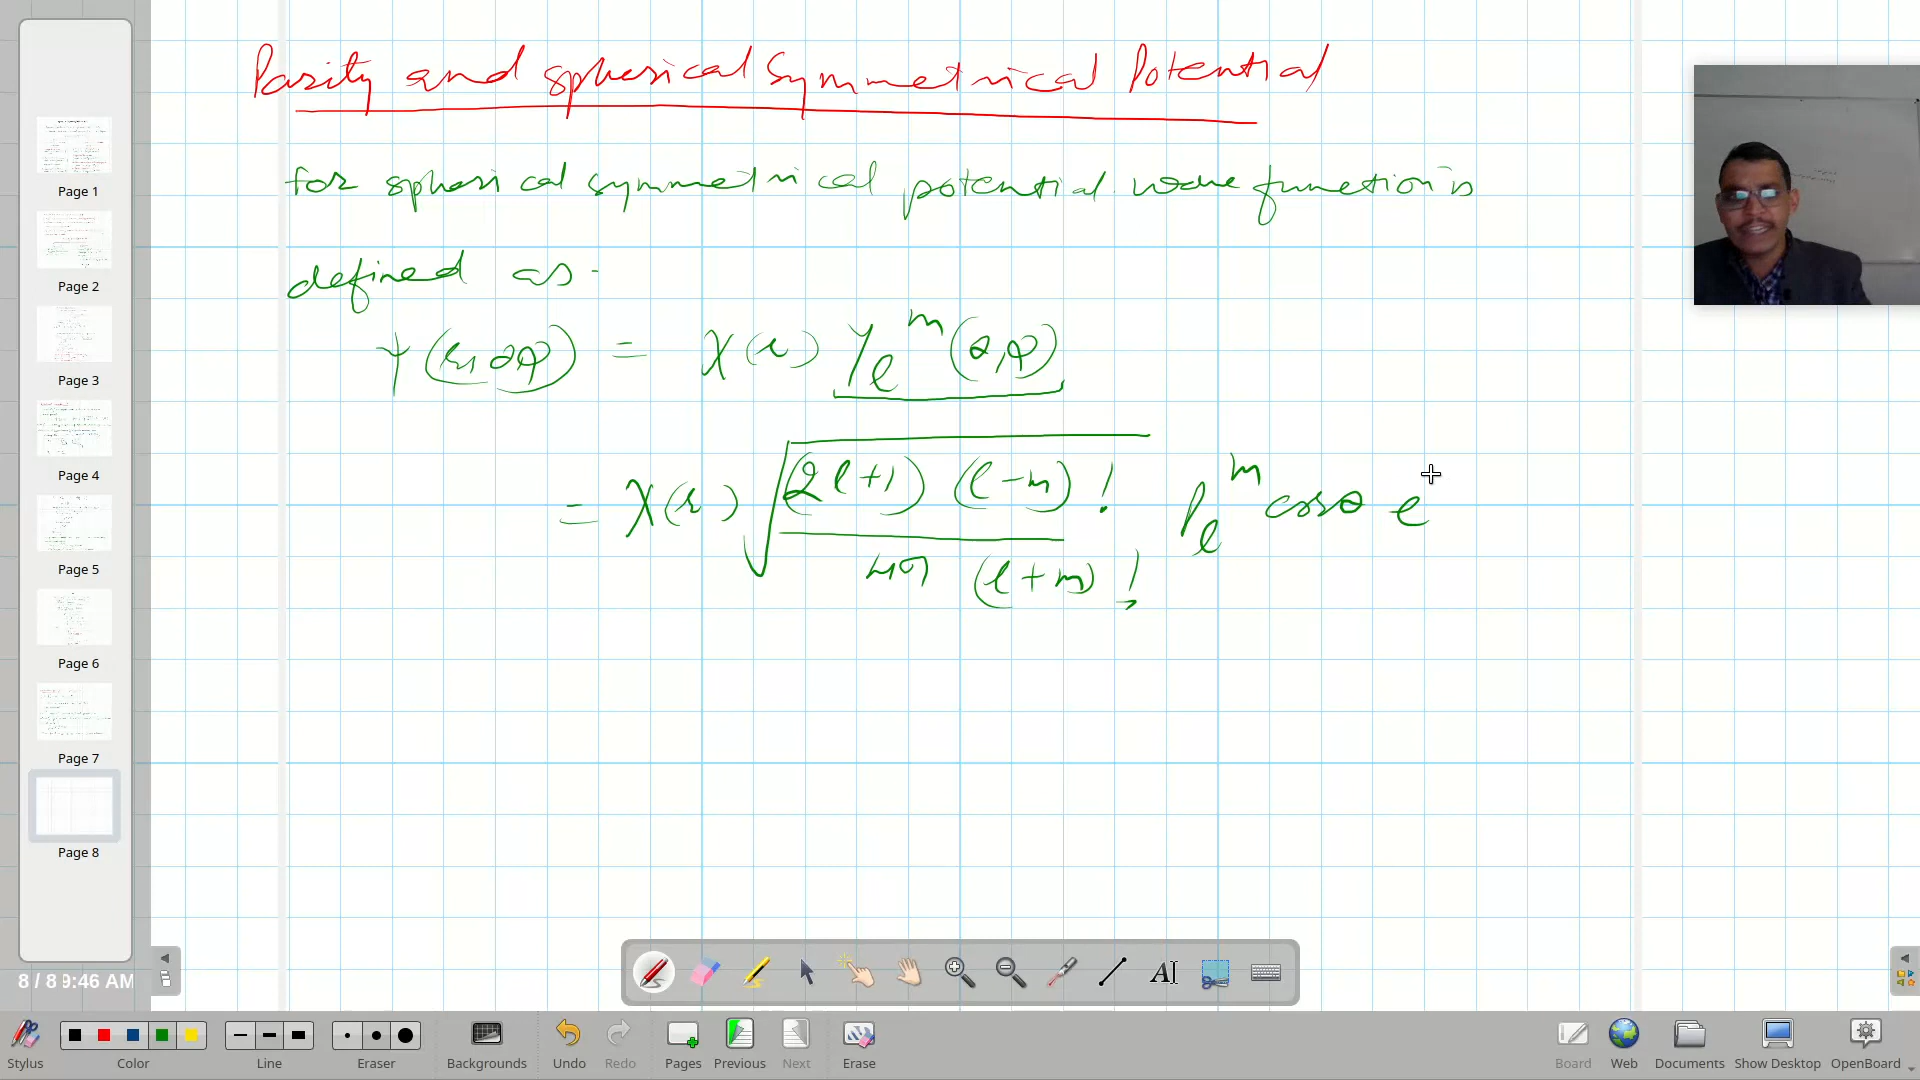 Parity and spherical symmetrical Potential
for spherical symmetrical potential wave function is
defined as.
ψ(r, θ, φ) = χ(r) Yₗᵐ(θ, φ)
= χ(r) √((2l+1) (l-m)! / 4π (l+m)!) Pₗᵐ cosθ e
Page 1
Page 2
Page 3
Page 4
Page 5
Page 6
Page 7
Page 8
8 / 8 9:46 AM
Stylus
Color
Line
Eraser
Backgrounds
Undo
Redo
Pages
Previous
Next
Erase
Board
Web
Documents
Show Desktop
OpenBoard